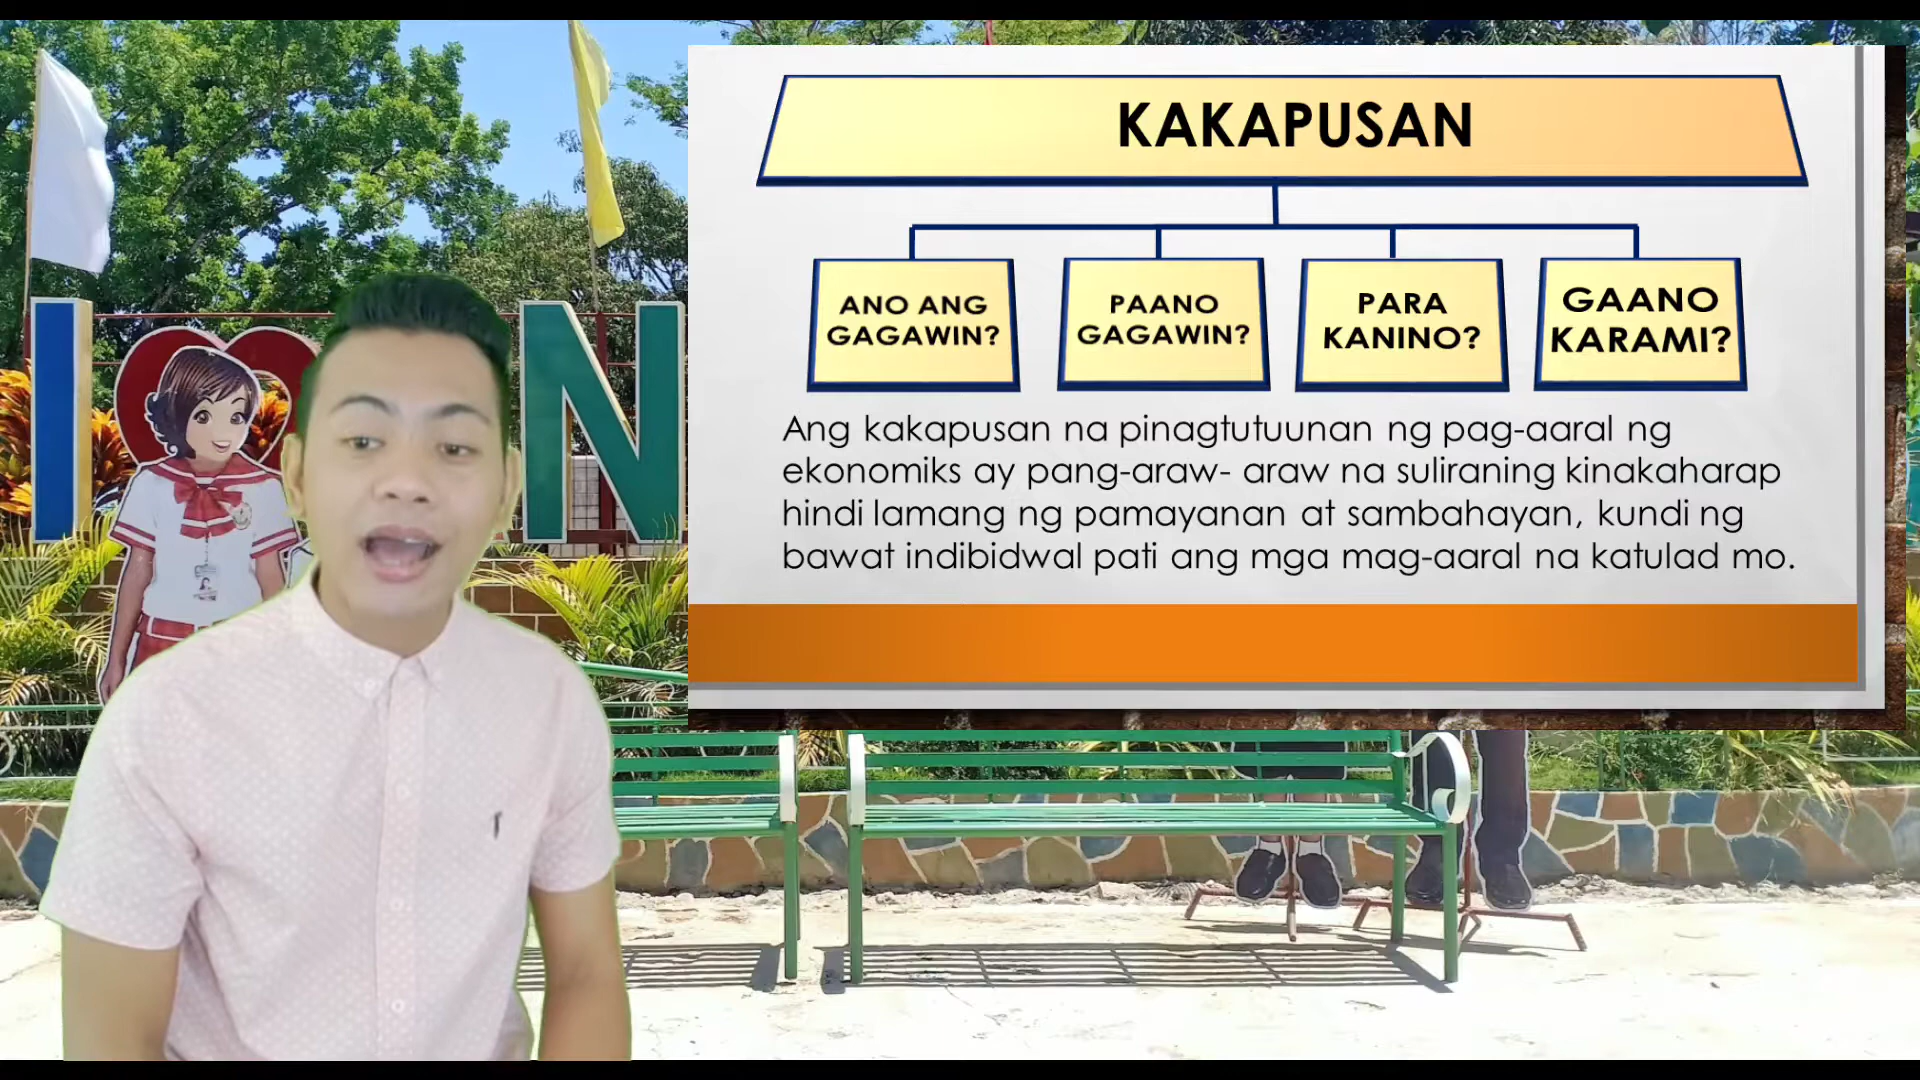 I N
KAKAPUSAN
ANO ANG
GAGAWIN?
PAANO
GAGAWIN?
PARA
KANINO?
GAANO
KARAMI?
Ang kakapusan na pinagtutuunan ng pag-aaral ng
ekonomiks ay pang-araw- araw na suliraning kinakaharap
hindi lamang ng pamayanan at sambahayan, kundi ng
bawat indibidwal pati ang mga mag-aaral na katulad mo.